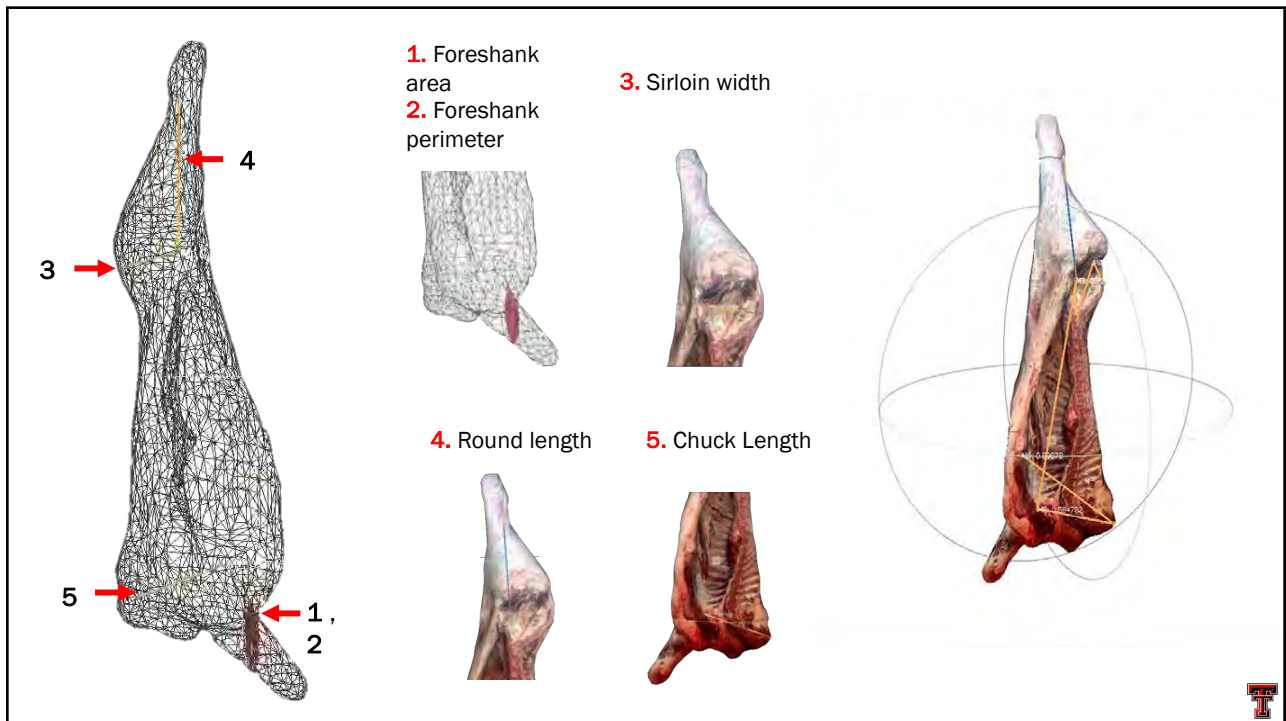 1. Foreshank
area
2. Foreshank
perimeter
3. Sirloin width
4
3
5
1 ,
2
4. Round length
5. Chuck Length